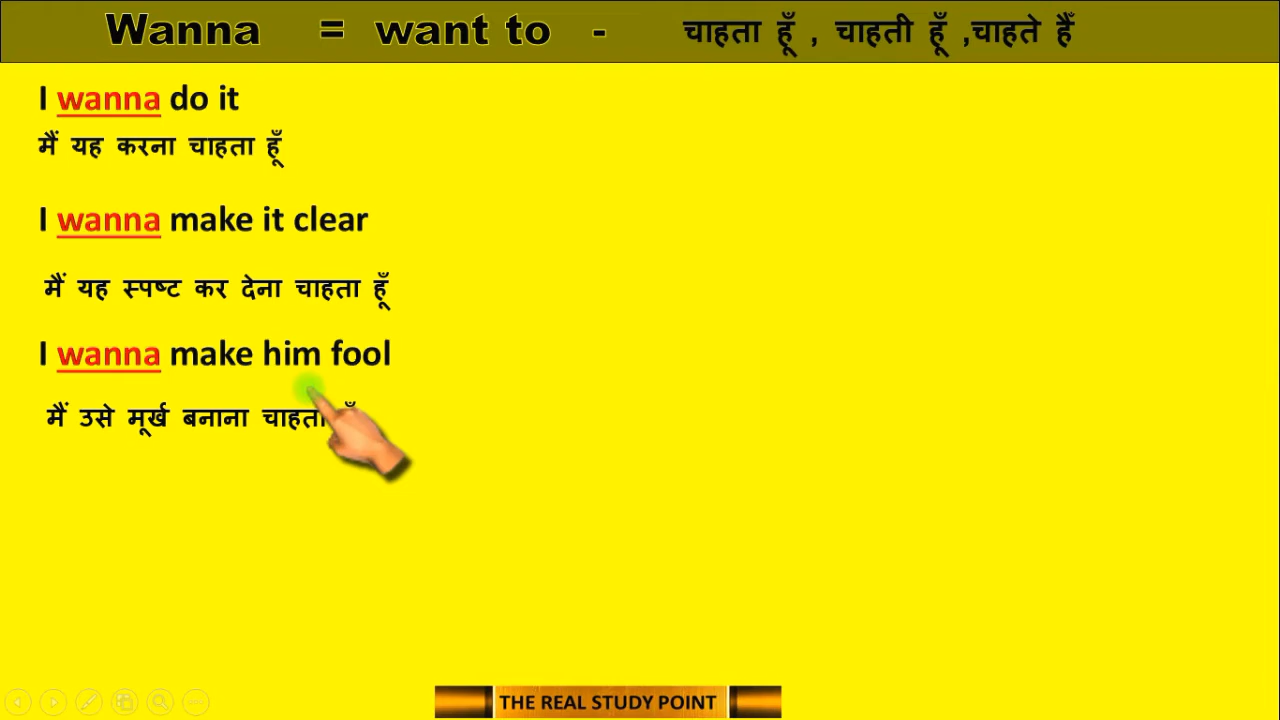 Wanna = want to - चाहता हूँ , चाहती हूँ ,चाहते हैँ
I wanna do it
मैं यह करना चाहता हूँ
I wanna make it clear
मैं यह स्पष्ट कर देना चाहता हूँ
I wanna make him fool
मैं उसे मूर्ख बनाना चाहता
THE REAL STUDY POINT